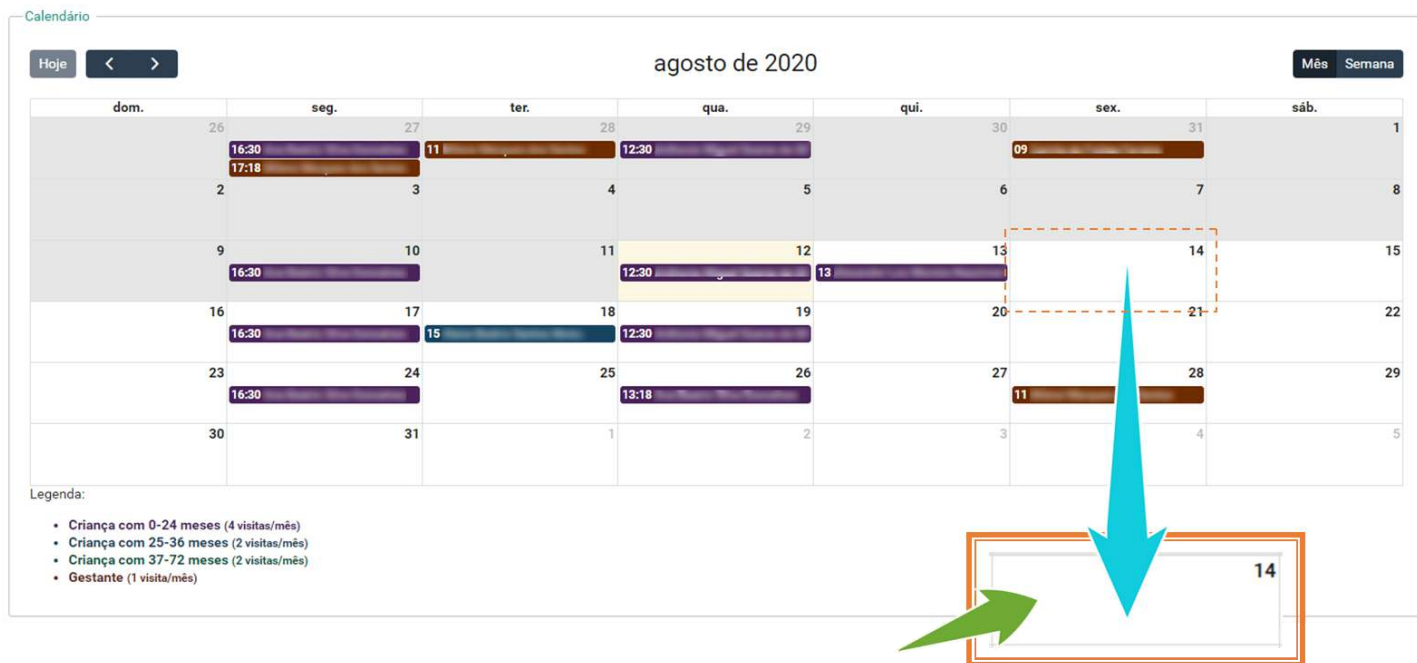 Calendário
Hoje < > agosto de 2020 Mês Semana
dom. seg. ter. qua. qui. sex. sáb.
26 27 28 29 30 31 1
16:30 11 12:30 09
17:18
2 3 4 5 6 7 8
9 10 11 12 13 14 15
16:30 12:30 13
16 17 18 19 20 21 22
16:30 15 12:30
23 24 25 26 27 28 29
16:30 13:18 11
30 31 1 2 3 4 5
Legenda:
• Criança com 0-24 meses (4 visitas/mês)
• Criança com 25-36 meses (2 visitas/mês)
• Criança com 37-72 meses (2 visitas/mês)
• Gestante (1 visita/mês)
14